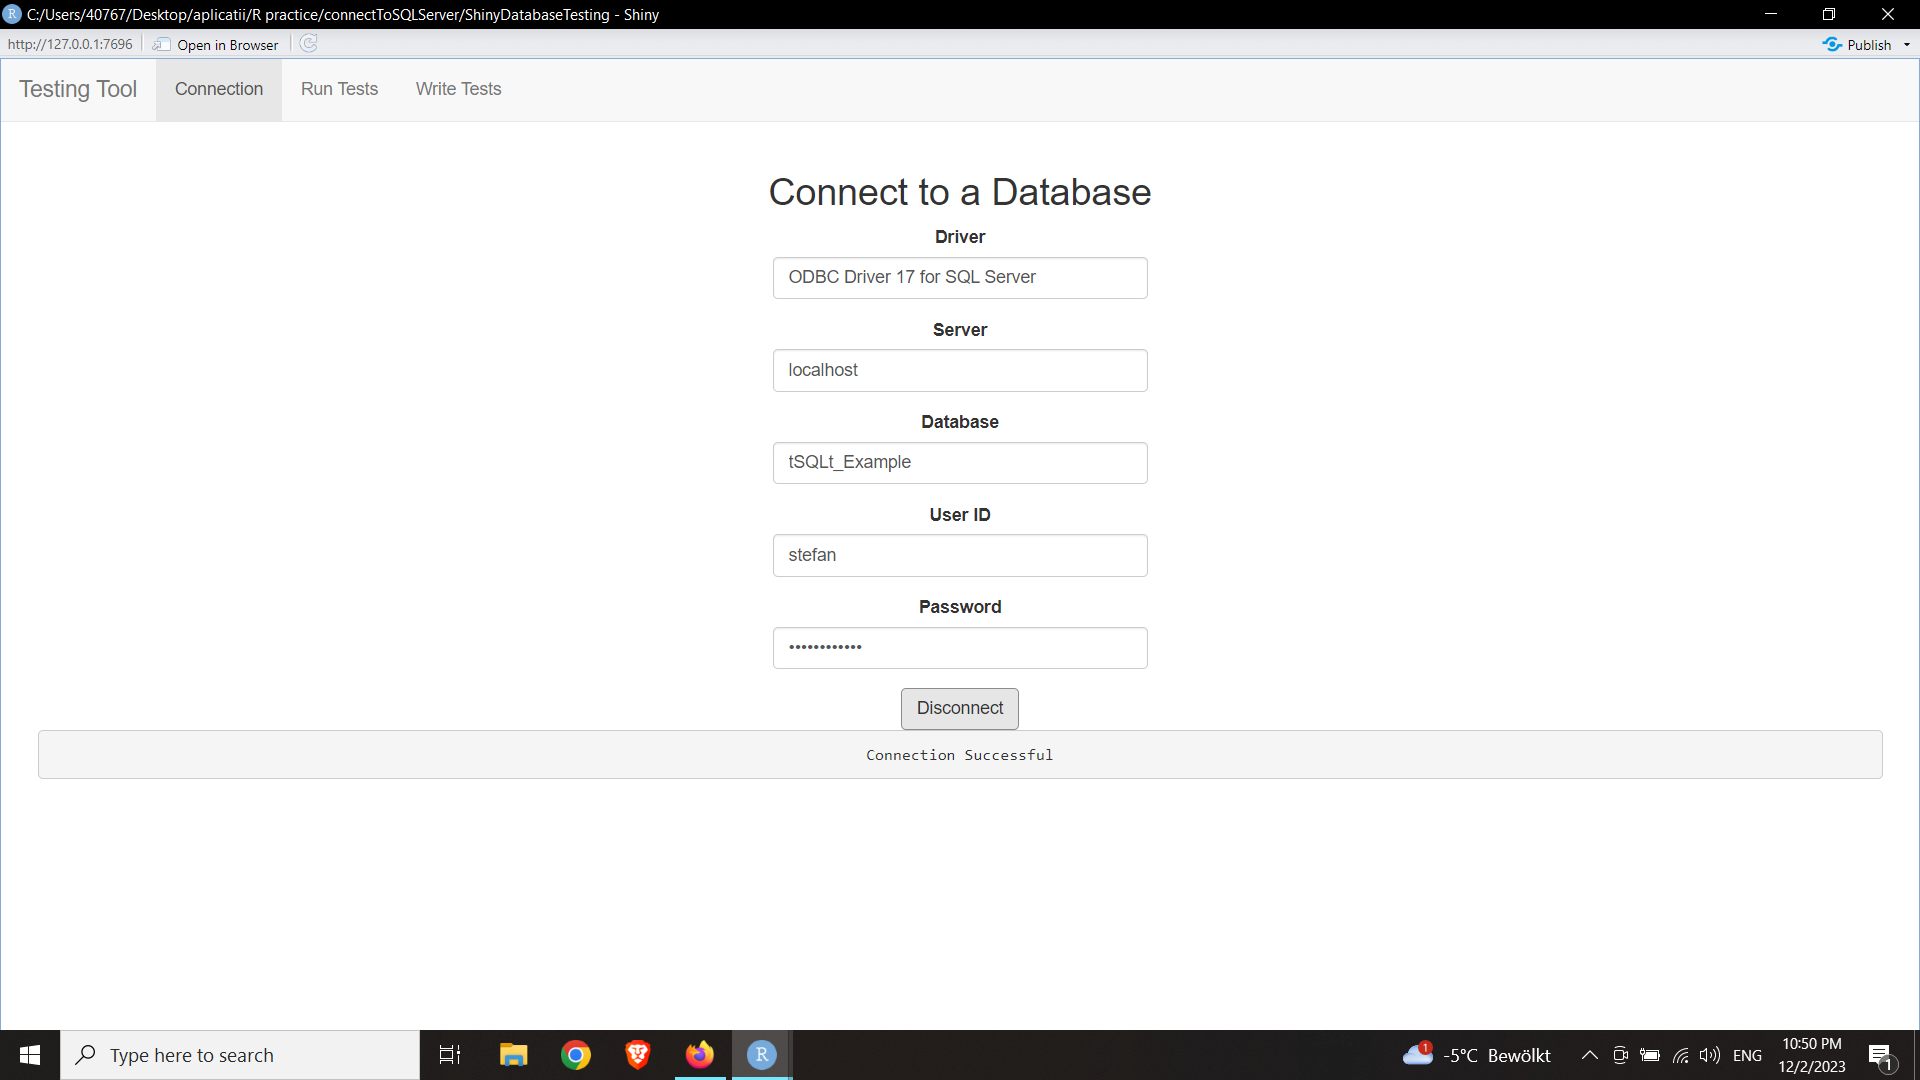 C:/Users/40767/Desktop/aplicatii/R practice/connectToSQLServer/ShinyDatabaseTesting - Shiny
http://127.0.0.1:7696 Open in Browser Publish
Testing Tool Connection Run Tests Write Tests
Connect to a Database
Driver
ODBC Driver 17 for SQL Server
Server
localhost
Database
tSQLt_Example
User ID
stefan
Password
••••••••••••
Disconnect
Connection Successful
Type here to search R 1 -5°C Bewölkt ENG 10:50 PM 1
12/2/2023